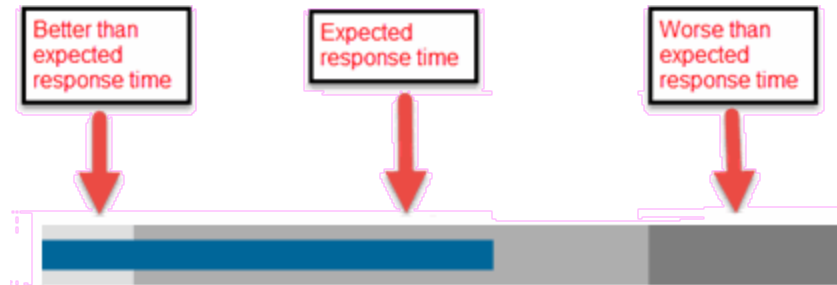 Better than
expected
response time
Expected
response time
Worse than
expected
response time